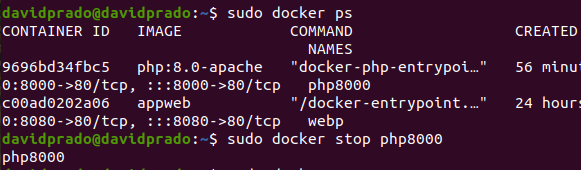 davidprado@davidprado:~$ sudo docker ps
CONTAINER ID   IMAGE            COMMAND                  CREATED
                                  NAMES
9696bd34fbc5   php:8.0-apache   "docker-php-entrypoi…"   56 minu
0:8000->80/tcp, :::8000->80/tcp   php8000
c00ad0202a06   appweb           "/docker-entrypoint.…"   24 hours
0:8080->80/tcp, :::8080->80/tcp   webp
davidprado@davidprado:~$ sudo docker stop php8000
php8000